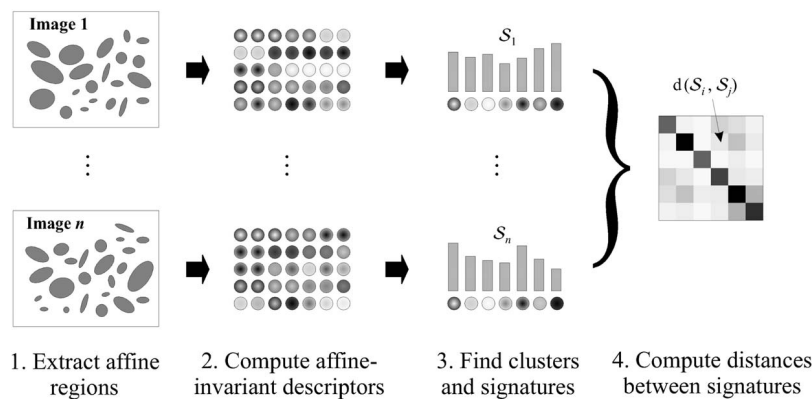 Image 1
S₁
d(Sᵢ, Sⱼ)
⋮
⋮
⋮
Image n
Sₙ
1. Extract affine
regions
2. Compute affine-
invariant descriptors
3. Find clusters
and signatures
4. Compute distances
between signatures